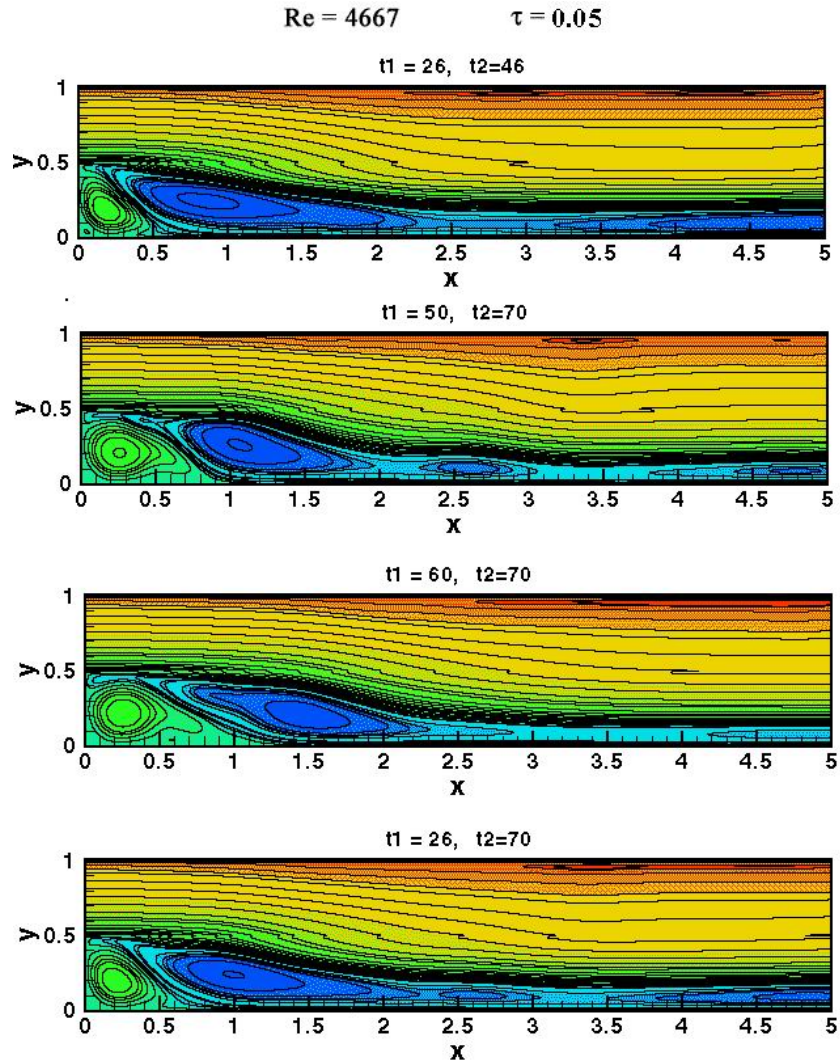 Re = 4667 τ = 0.05
t1 = 26, t2=46
1
y 0.5
0
0 0.5 1 1.5 2 2.5 3 3.5 4 4.5 5
x
t1 = 50, t2=70
1
y 0.5
0
0 0.5 1 1.5 2 2.5 3 3.5 4 4.5 5
x
t1 = 60, t2=70
1
y 0.5
0
0 0.5 1 1.5 2 2.5 3 3.5 4 4.5 5
x
t1 = 26, t2=70
1
y 0.5
0
0 0.5 1 1.5 2 2.5 3 3.5 4 4.5 5
x